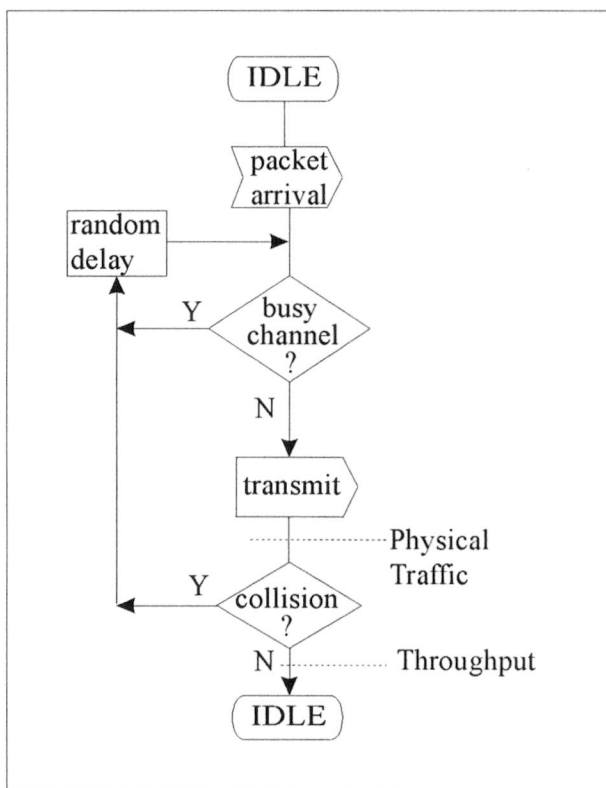 IDLE
packet
arrival
random
delay
Y
busy
channel
?
N
transmit
Physical
Traffic
Y
collision
?
N
Throughput
IDLE